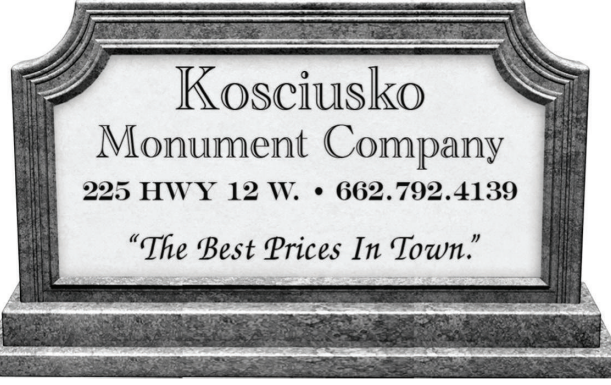 Kosciusko
Monument Company
225 HWY 12 W. • 662.792.4139
“The Best Prices In Town.”